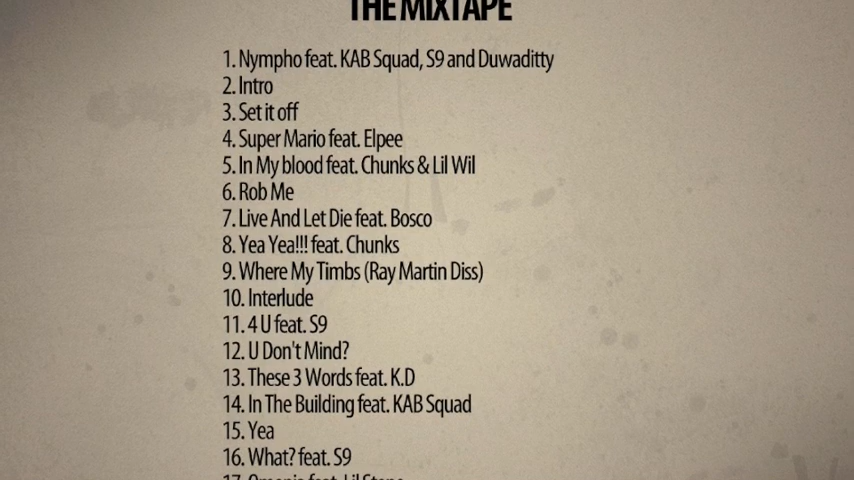 THE MIXTAPE
1. Nympho feat. KAB Squad, S9 and Duwaditty
2. Intro
3. Set it off
4. Super Mario feat. Elpee
5. In My blood feat. Chunks & Lil Wil
6. Rob Me
7. Live And Let Die feat. Bosco
8. Yea Yea!!! feat. Chunks
9. Where My Timbs (Ray Martin Diss)
10. Interlude
11. 4 U feat. S9
12. U Don't Mind?
13. These 3 Words feat. K.D
14. In The Building feat. KAB Squad
15. Yea
16. What? feat. S9
17. feat. Lil